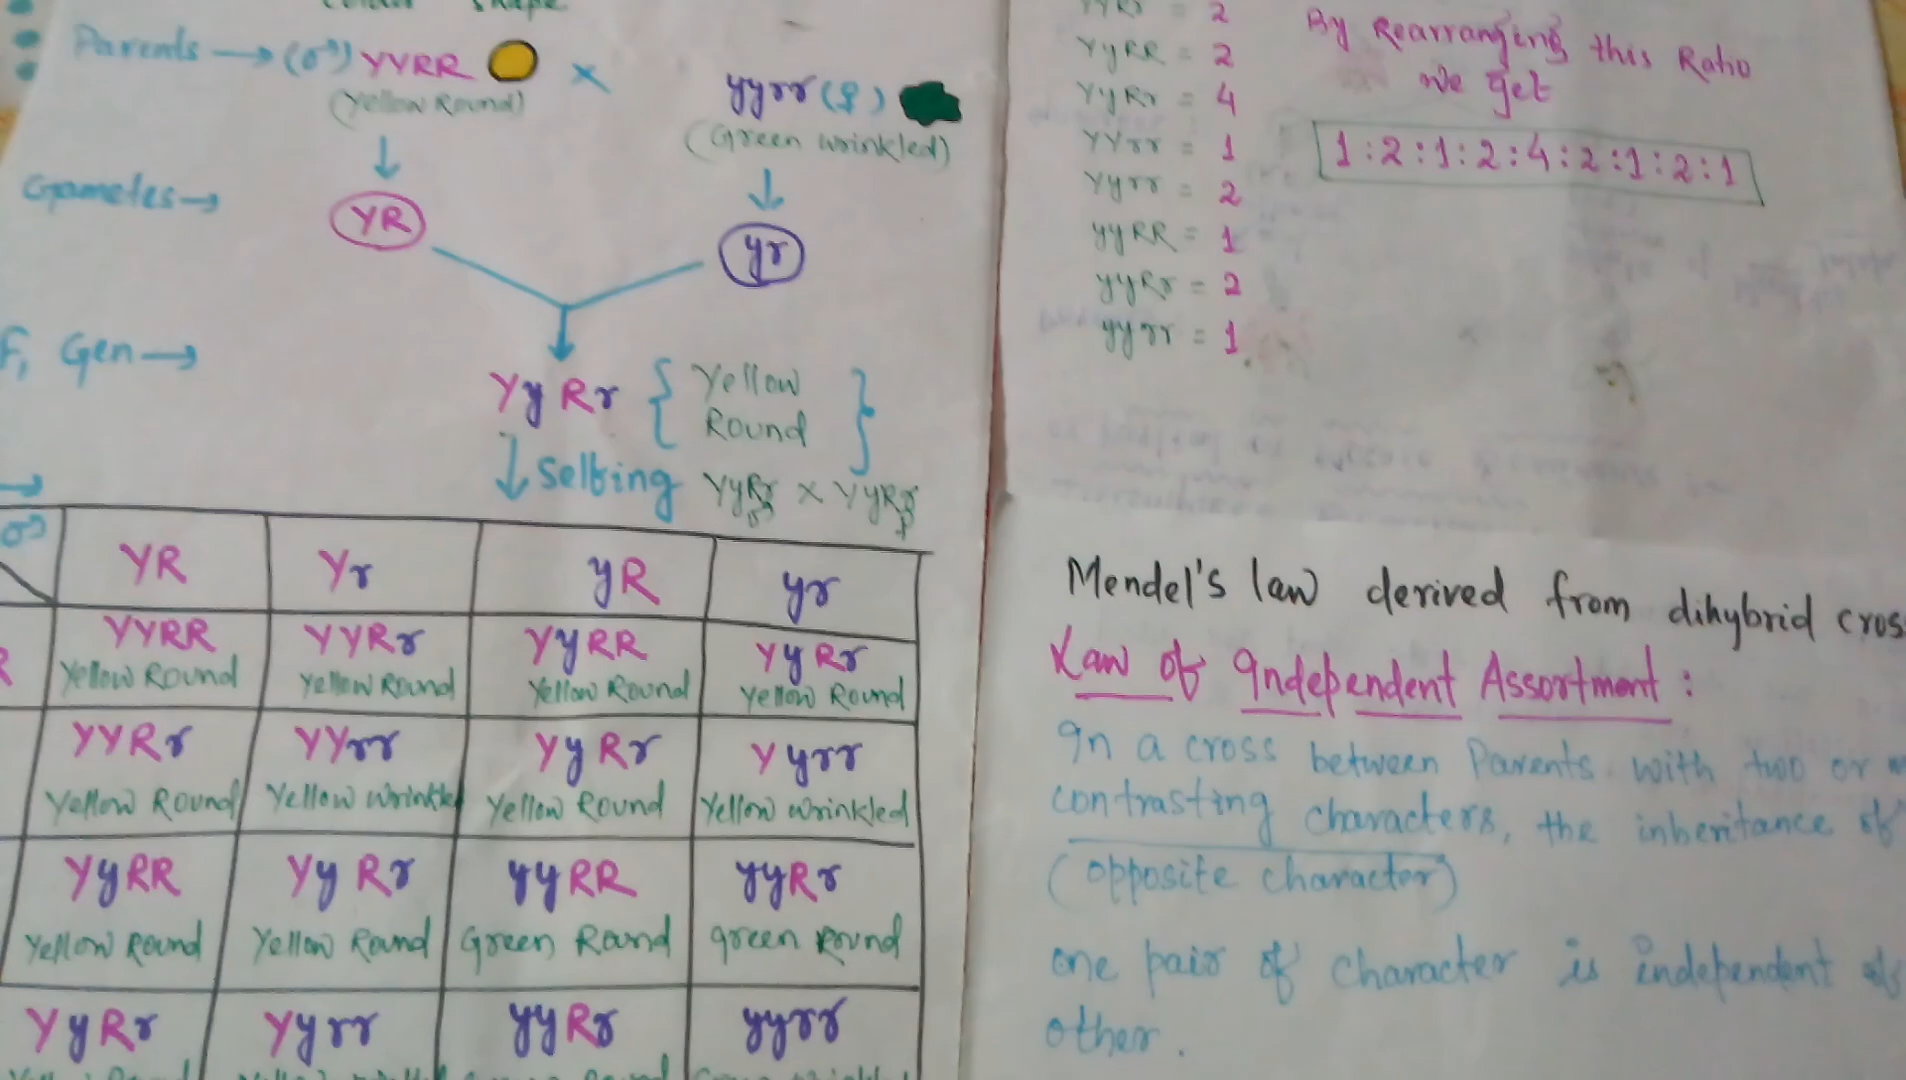 Colour shape
Parents → (♂) YYRR ×
(Yellow Round)
yyrr (♀)
(Green wrinkled)
Gametes →
YR
yr
F₁ Gen →
YyRr { Yellow
Round }
Selfing YyRr × YyRr
♂ ♀
♂
YR Yr yR yr
YYRR YYRr YyRR YyRr
Yellow Round Yellow Round Yellow Round Yellow Round
YYRr YYrr YyRr Yyrr
Yellow Round Yellow wrinkled Yellow Round Yellow wrinkled
YyRR YyRr yyRR yyRr
Yellow Round Yellow Round Green Round green Round
YyRr Yyrr yyRr yyrr
YYRr = 2
YyRR = 2
YyRr = 4
YYrr = 1
Yyrr = 2
yyRR = 1
yyRr = 2
yyrr = 1.
By Rearranging this Ratio
we get
1:2:1:2:4:2:1:2:1
Mendel's law derived from dihybrid cros
Law of Independent Assortment :
In a cross between Parents with two or
contrasting characters, the inheritance of
(opposite character)
one pair of character is independent of
other.